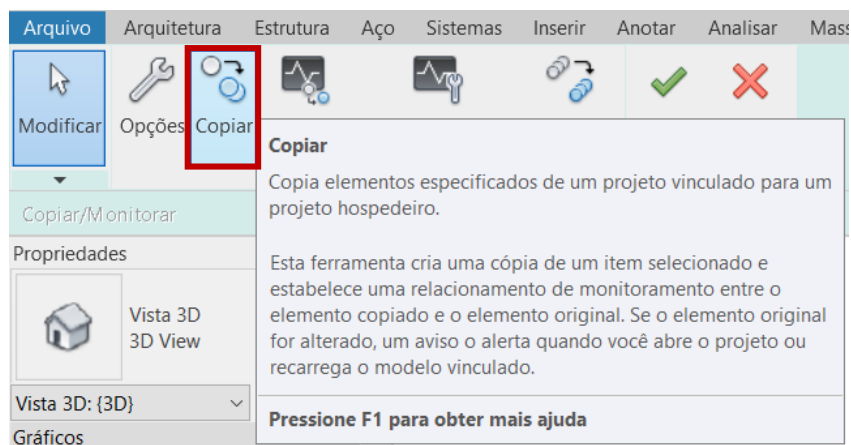 Arquivo Arquitetura Estrutura Aço Sistemas Inserir Anotar Analisar Mass
Modificar Opções Copiar
Copiar
Copia elementos especificados de um projeto vinculado para um
projeto hospedeiro.
Copiar/Monitorar
Propriedades
Esta ferramenta cria uma cópia de um item selecionado e
estabelece uma relacionamento de monitoramento entre o
elemento copiado e o elemento original. Se o elemento original
for alterado, um aviso o alerta quando você abre o projeto ou
recarrega o modelo vinculado.
Vista 3D
3D View
Vista 3D: {3D}
Pressione F1 para obter mais ajuda
Gráficos